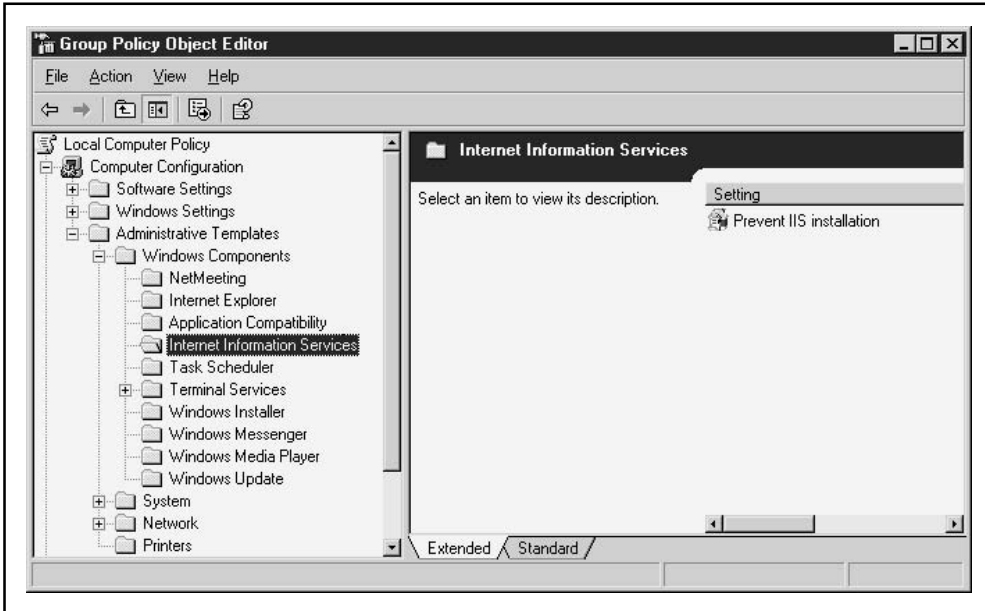 Group Policy Object Editor
File Action View Help
Local Computer Policy
Computer Configuration
Software Settings
Windows Settings
Administrative Templates
Windows Components
NetMeeting
Internet Explorer
Application Compatibility
Internet Information Services
Task Scheduler
Terminal Services
Windows Installer
Windows Messenger
Windows Media Player
Windows Update
System
Network
Printers
Internet Information Services
Select an item to view its description.
Setting
Prevent IIS installation
Extended Standard